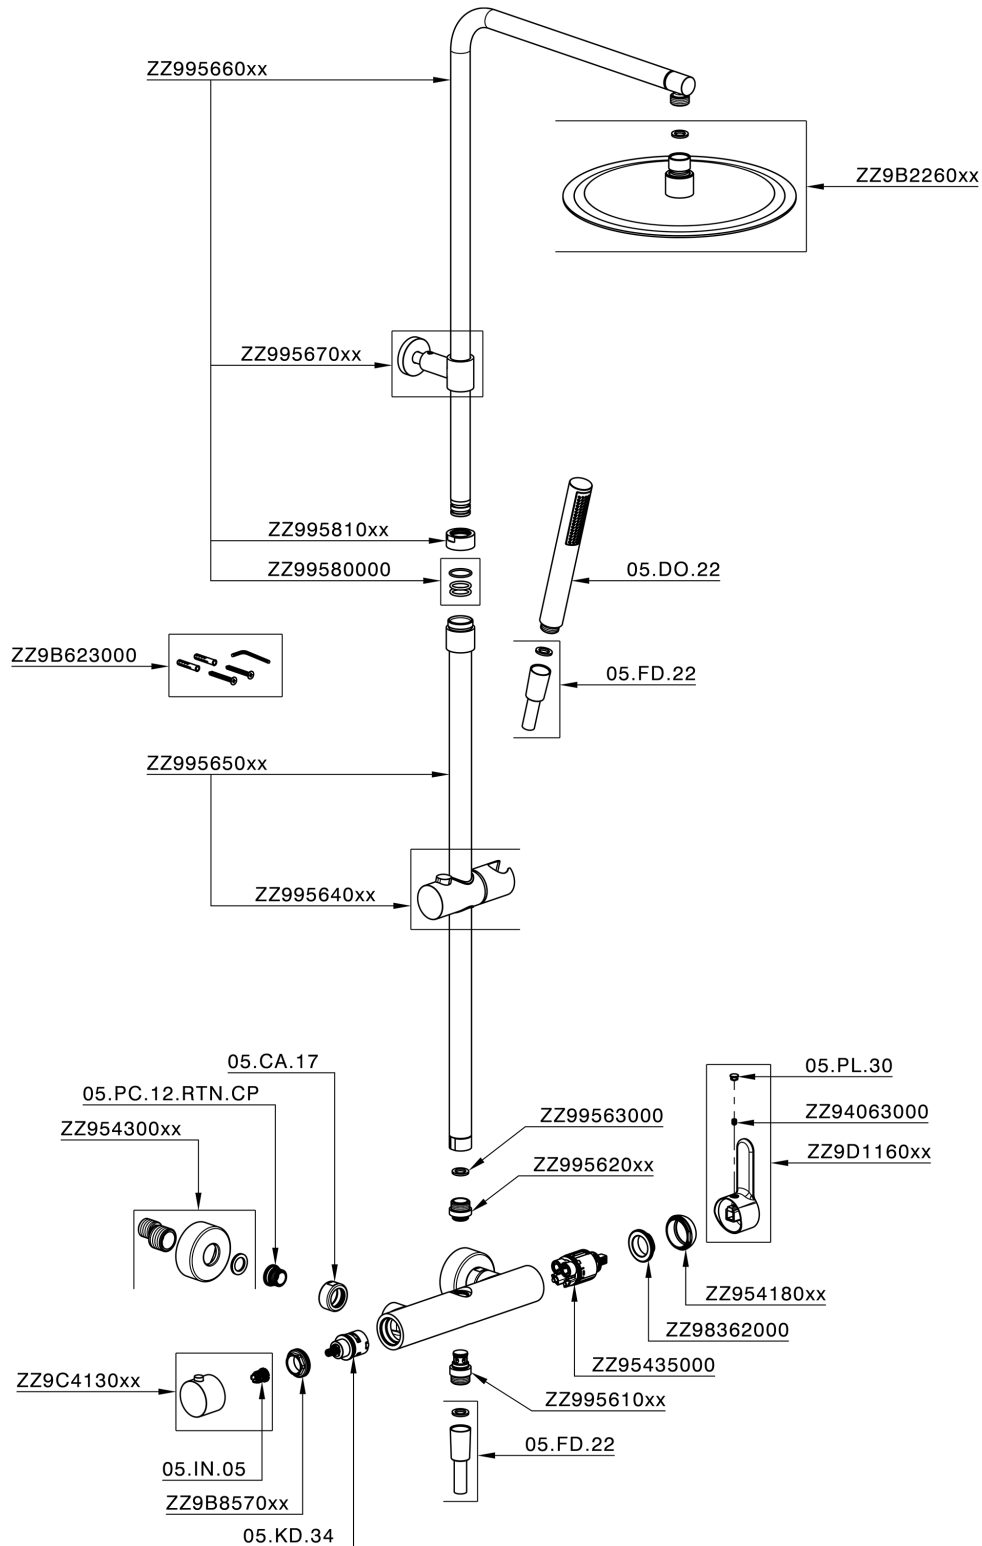 ZZ995660xx
ZZ9B2260xx
ZZ995670xx
ZZ995810xx
ZZ99580000
05.DO.22
ZZ9B623000
05.FD.22
ZZ995650xx
ZZ995640xx
05.CA.17
05.PL.30
05.PC.12.RTN.CP
ZZ99563000
ZZ94063000
ZZ954300xx
ZZ995620xx
ZZ9D1160xx
ZZ954180xx
ZZ98362000
ZZ95435000
ZZ9C4130xx
ZZ995610xx
05.FD.22
05.IN.05
ZZ9B8570xx
05.KD.34